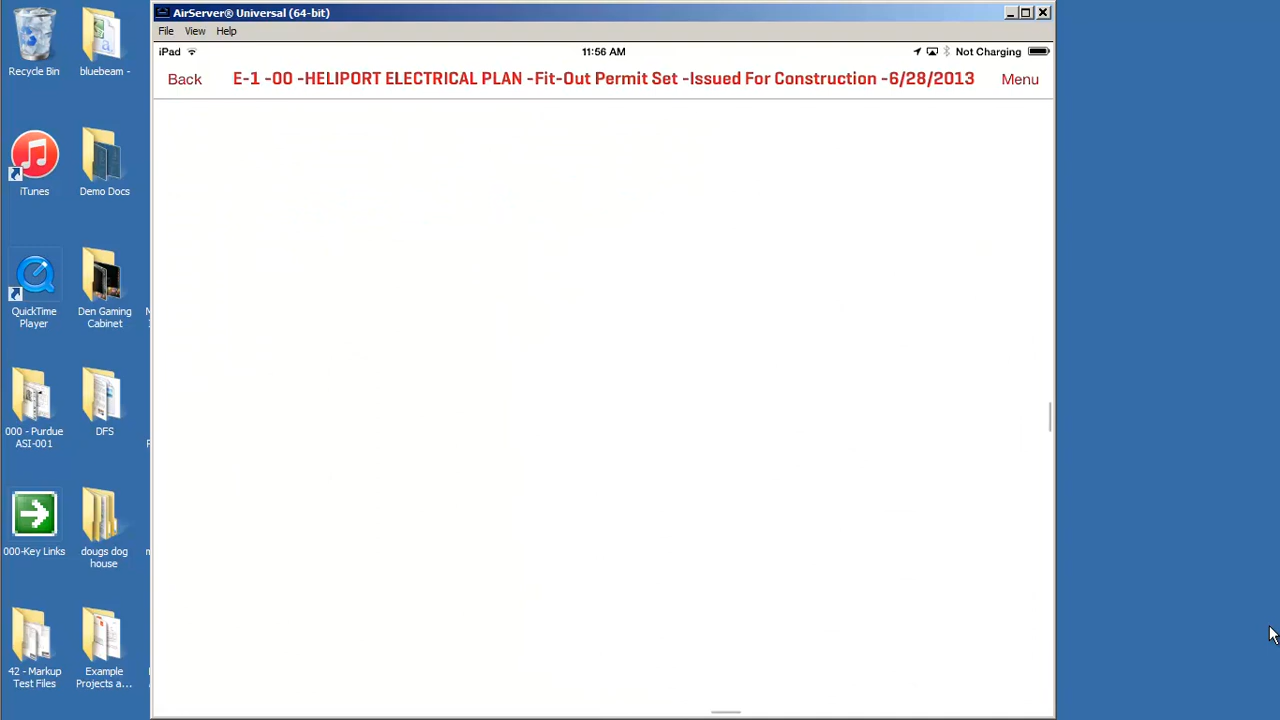 AirServer® Universal (64-bit)
File View Help
iPad 11:56 AM Not Charging
Back E-1 -00 -HELIPORT ELECTRICAL PLAN -Fit-Out Permit Set -Issued For Construction -6/28/2013 Menu
Recycle Bin
bluebeam -
iTunes
Demo Docs
QuickTime Player
Den Gaming Cabinet
000 - Purdue ASI-001
DFS
000-Key Links
dougs dog house
42 - Markup Test Files
Example Projects a...